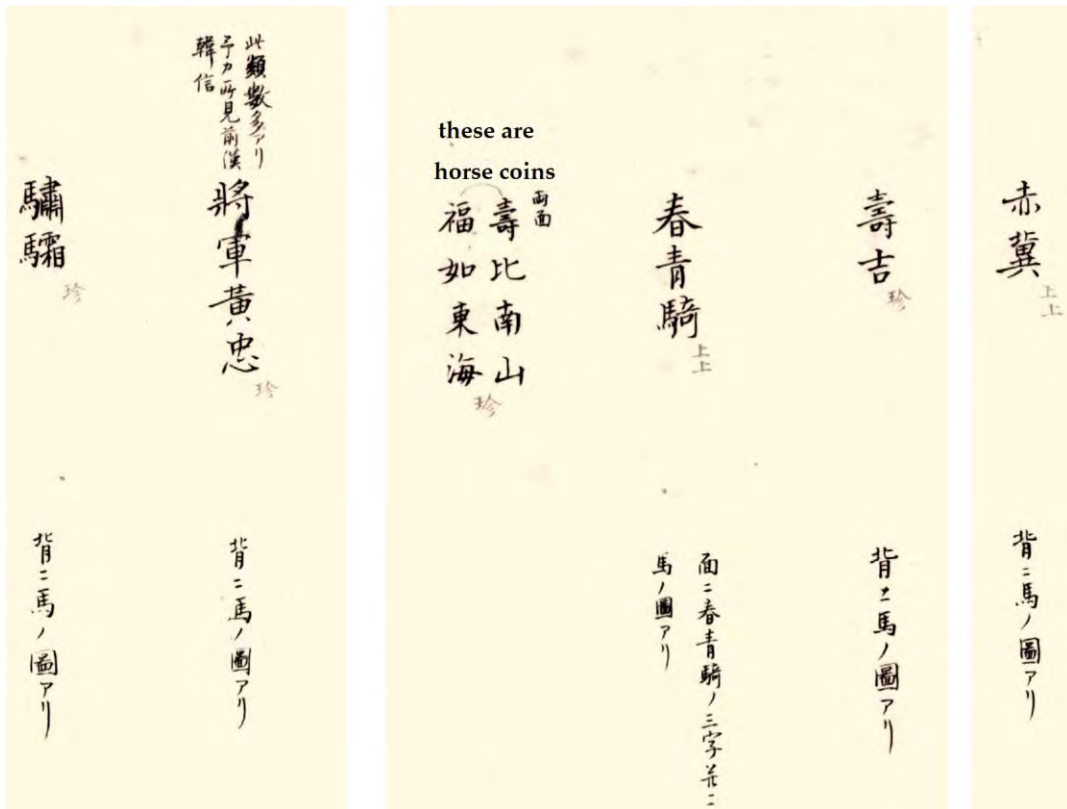 赤冀
上上
背ニ馬ノ圖アリ
壽吉
珍
背ニ馬ノ圖アリ
春青騎
上上
面ニ春青騎ノ三字並ニ
馬ノ圖アリ
these are
horse coins
両面
壽比南山
福如東海
珍
此類數多アリ
予カ所見前漢
韓信
將軍黃忠
珍
背ニ馬ノ圖アリ
驌驦
珍
背ニ馬ノ圖アリ